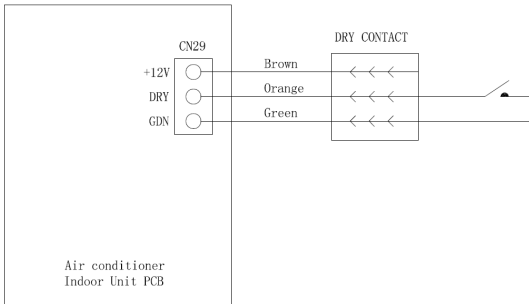 DRY CONTACT
CN29
+12V
Brown
DRY
Orange
GDN
Green
Air conditioner
Indoor Unit PCB